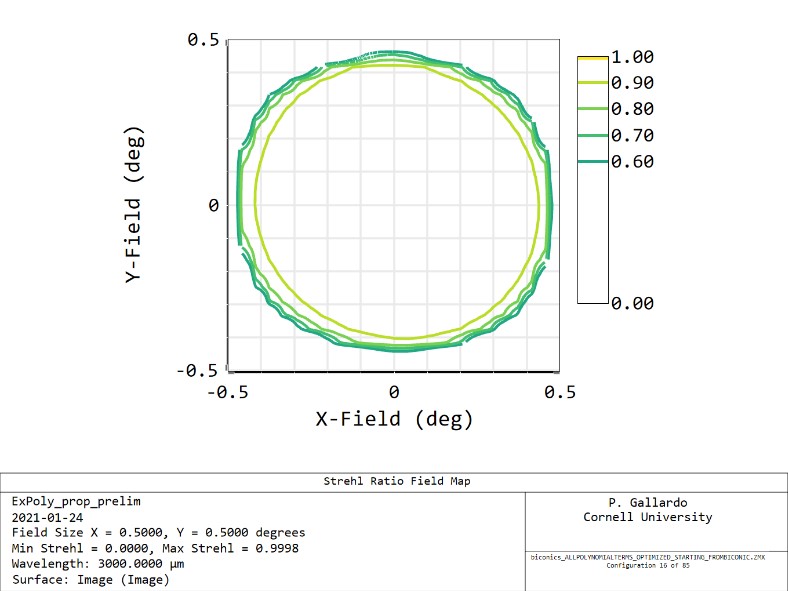 0.5
0
-0.5
Y-Field (deg)
-0.5
0
0.5
X-Field (deg)
1.00
0.90
0.80
0.70
0.60
0.00
Strehl Ratio Field Map
ExPoly_prop_prelim
2021-01-24
Field Size X = 0.5000, Y = 0.5000 degrees
Min Strehl = 0.0000, Max Strehl = 0.9998
Wavelength: 3000.0000 µm
Surface: Image (Image)
P. Gallardo
Cornell University
biconics_ALLPOLYNOMIALTERMS_OPTIMIZED_STARTING_FROMBICONIC.ZMX
Configuration 16 of 85